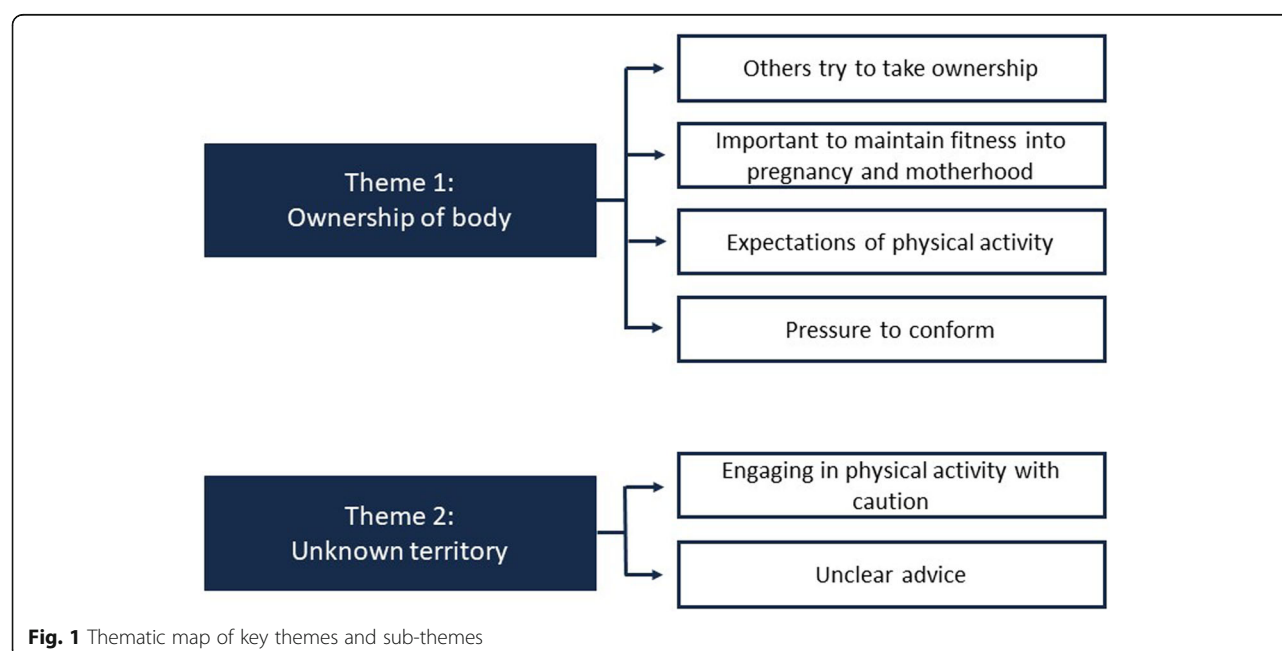 Others try to take ownership
Important to maintain fitness into
pregnancy and motherhood
Theme 1:
Ownership of body
Expectations of physical activity
Pressure to conform
Engaging in physical activity with
caution
Theme 2:
Unknown territory
Unclear advice
Fig. 1 Thematic map of key themes and sub-themes